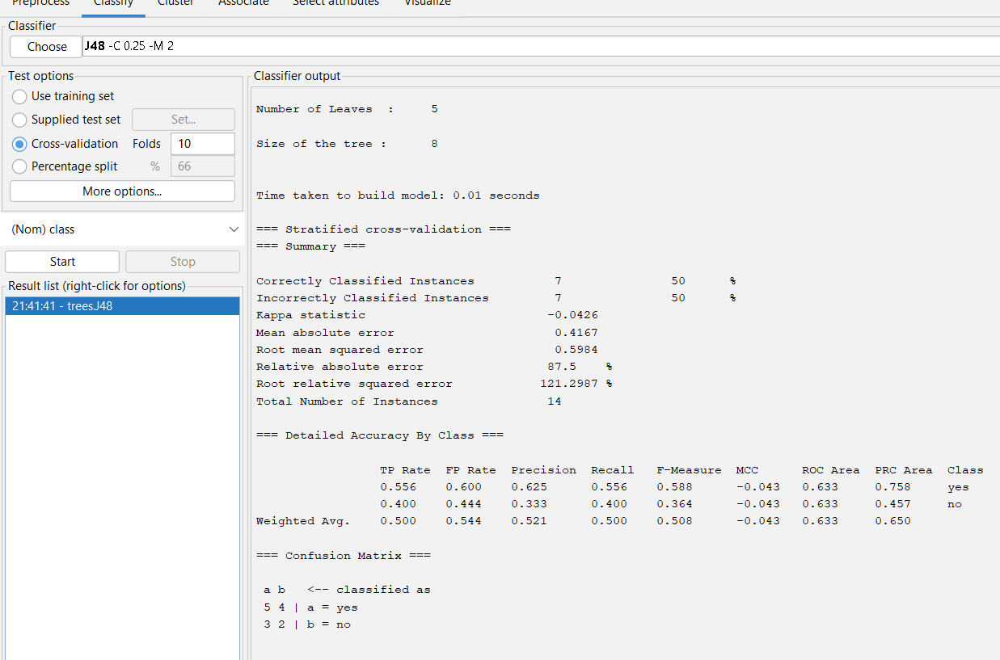 Preprocess Classify Cluster Associate Select attributes Visualize
Classifier
Choose J48 -C 0.25 -M 2
Test options
Use training set
Supplied test set Set...
Cross-validation Folds 10
Percentage split % 66
More options...
(Nom) class
Start Stop
Result list (right-click for options)
21:41:41 - trees.J48
Classifier output
Number of Leaves  :     5
Size of the tree :      8
Time taken to build model: 0.01 seconds
=== Stratified cross-validation ===
=== Summary ===
Correctly Classified Instances           7               50      %
Incorrectly Classified Instances         7               50      %
Kappa statistic                         -0.0426
Mean absolute error                      0.4167
Root mean squared error                  0.5984
Relative absolute error                 87.5    %
Root relative squared error            121.2987 %
Total Number of Instances               14
=== Detailed Accuracy By Class ===
TP Rate  FP Rate  Precision  Recall   F-Measure  MCC      ROC Area  PRC Area  Class
0.556    0.600    0.625      0.556    0.588      -0.043   0.633     0.758     yes
0.400    0.444    0.333      0.400    0.364      -0.043   0.633     0.457     no
Weighted Avg.    0.500    0.544    0.521      0.500    0.508      -0.043   0.633     0.650
=== Confusion Matrix ===
a b   <-- classified as
5 4 | a = yes
3 2 | b = no